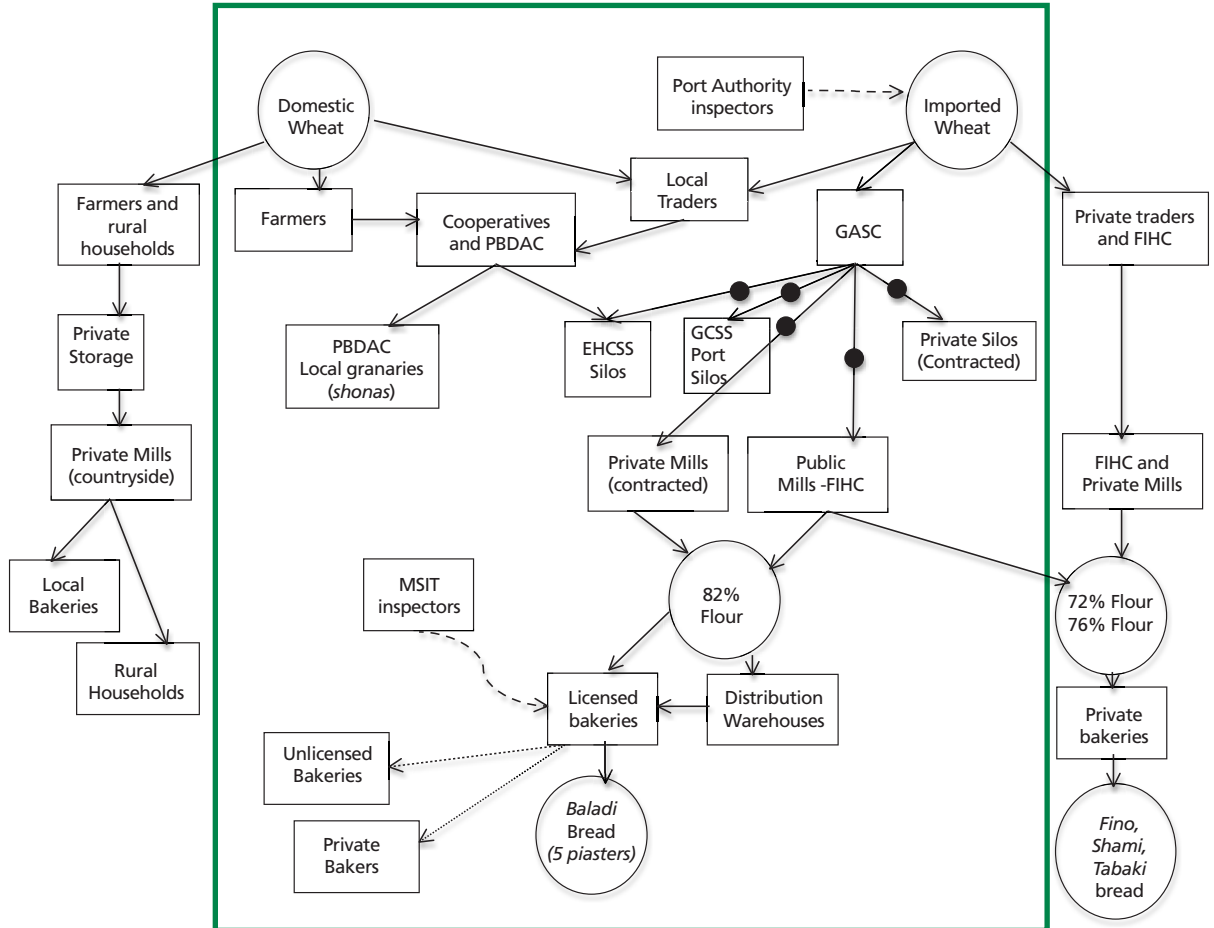 Domestic
Wheat
Port Authority
inspectors
Imported
Wheat
Farmers and
rural
households
Farmers
Cooperatives
and PBDAC
Local
Traders
GASC
Private traders
and FIHC
Private
Storage
PBDAC
Local granaries
(shonas)
EHCSS
Silos
GCSS
Port
Silos
Private Silos
(Contracted)
Private Mills
(countryside)
Private Mills
(contracted)
Public
Mills -FIHC
FIHC and
Private Mills
Local
Bakeries
Rural
Households
MSIT
inspectors
82%
Flour
72% Flour
76% Flour
Licensed
bakeries
Distribution
Warehouses
Private
bakeries
Unlicensed
Bakeries
Private
Bakers
Baladi
Bread
(5 piasters)
Fino,
Shami,
Tabaki
bread